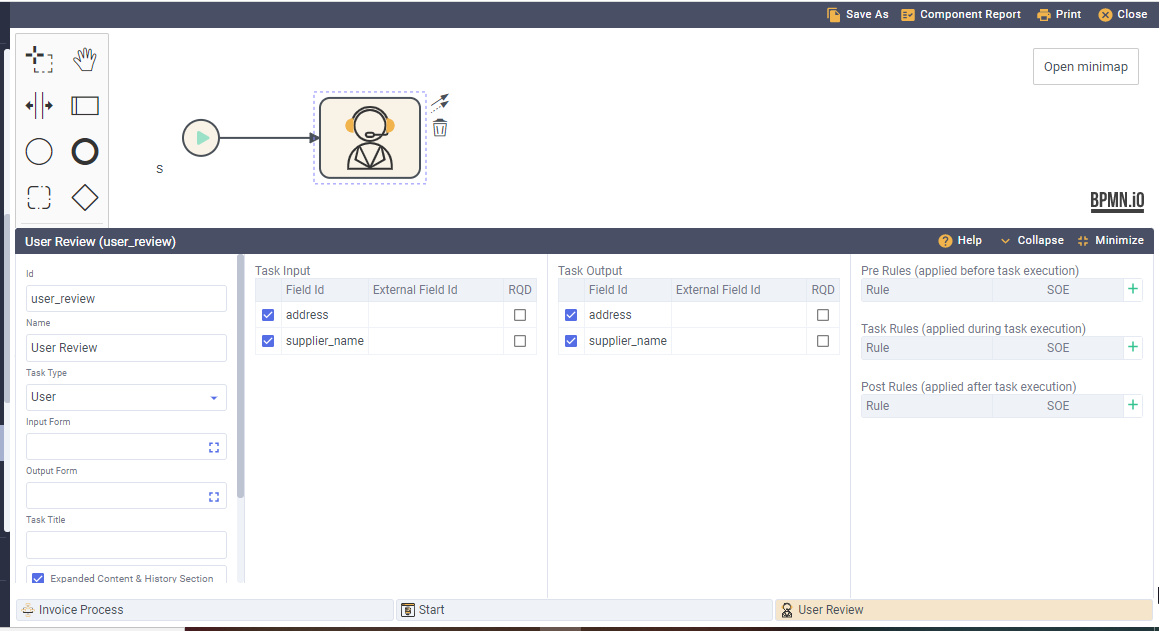 Save As Component Report Print Close
Open minimap
S
BPMN.iO
User Review (user_review) Help Collapse Minimize
Id
user_review
Name
User Review
Task Type
User
Input Form
Output Form
Task Title
Expanded Content & History Section
Task Input
Field Id External Field Id RQD
address
supplier_name
Task Output
Field Id External Field Id RQD
address
supplier_name
Pre Rules (applied before task execution)
Rule SOE
Task Rules (applied during task execution)
Rule SOE
Post Rules (applied after task execution)
Rule SOE
Invoice Process Start User Review